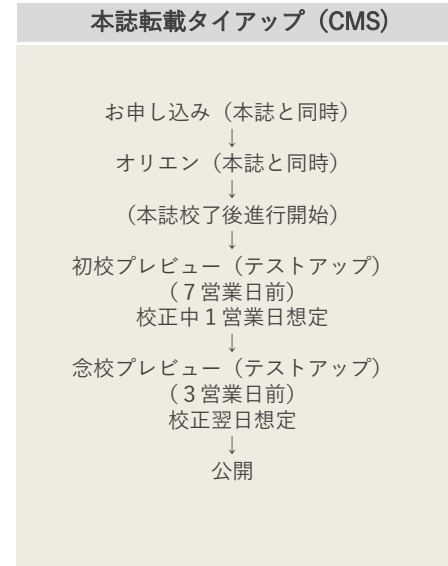 本誌転載タイアップ（CMS）
お申し込み（本誌と同時）
↓
オリエン（本誌と同時）
↓
（本誌校了後進行開始）
↓
初校プレビュー（テストアップ）
（７営業日前）
校正中１営業日想定
↓
念校プレビュー（テストアップ）
（３営業日前）
校正翌日想定
↓
公開